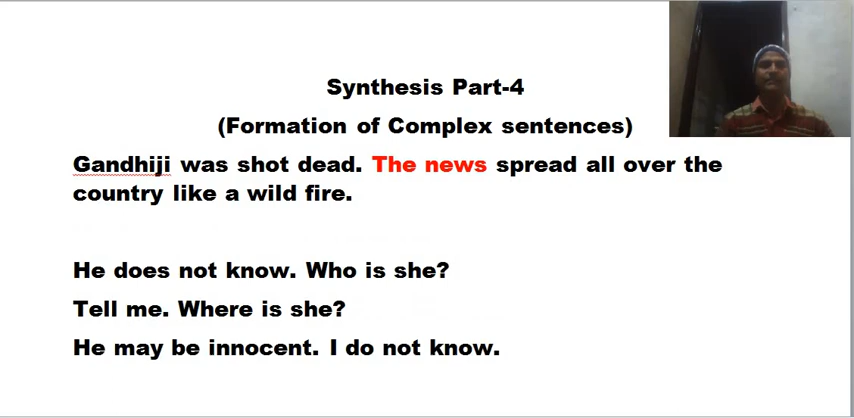 Synthesis Part-4
(Formation of Complex sentences)
Gandhiji was shot dead. The news spread all over the
country like a wild fire.
He does not know. Who is she?
Tell me. Where is she?
He may be innocent. I do not know.